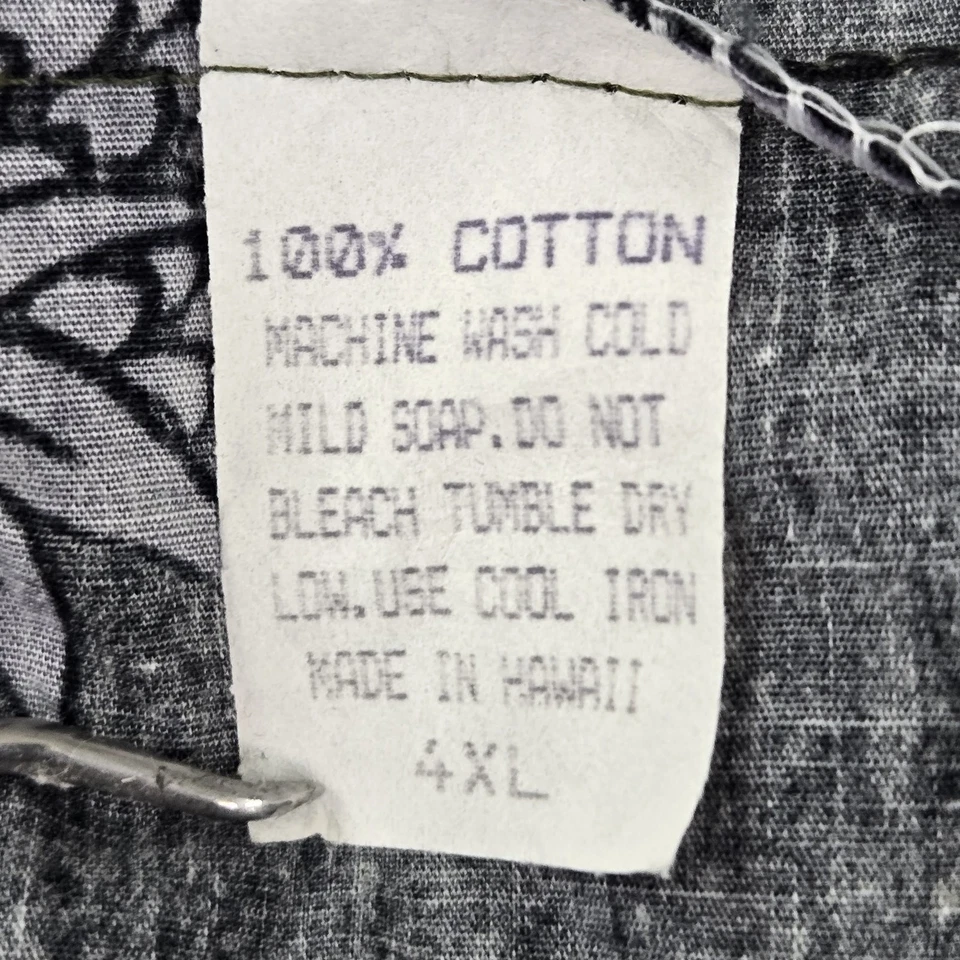 100% COTTON
MACHINE WASH COLD
MILD SOAP.DO NOT
BLEACH TUMBLE DRY
LOW.USE COOL IRON
MADE IN HAWAII
4XL